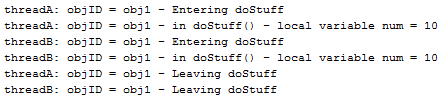 threadA: objID = obj1 - Entering doStuff
threadA: objID = obj1 - in doStuff() - local variable num = 10
threadB: objID = obj1 - Entering doStuff
threadB: objID = obj1 - in doStuff() - local variable num = 10
threadA: objID = obj1 - Leaving doStuff
threadB: objID = obj1 - Leaving doStuff